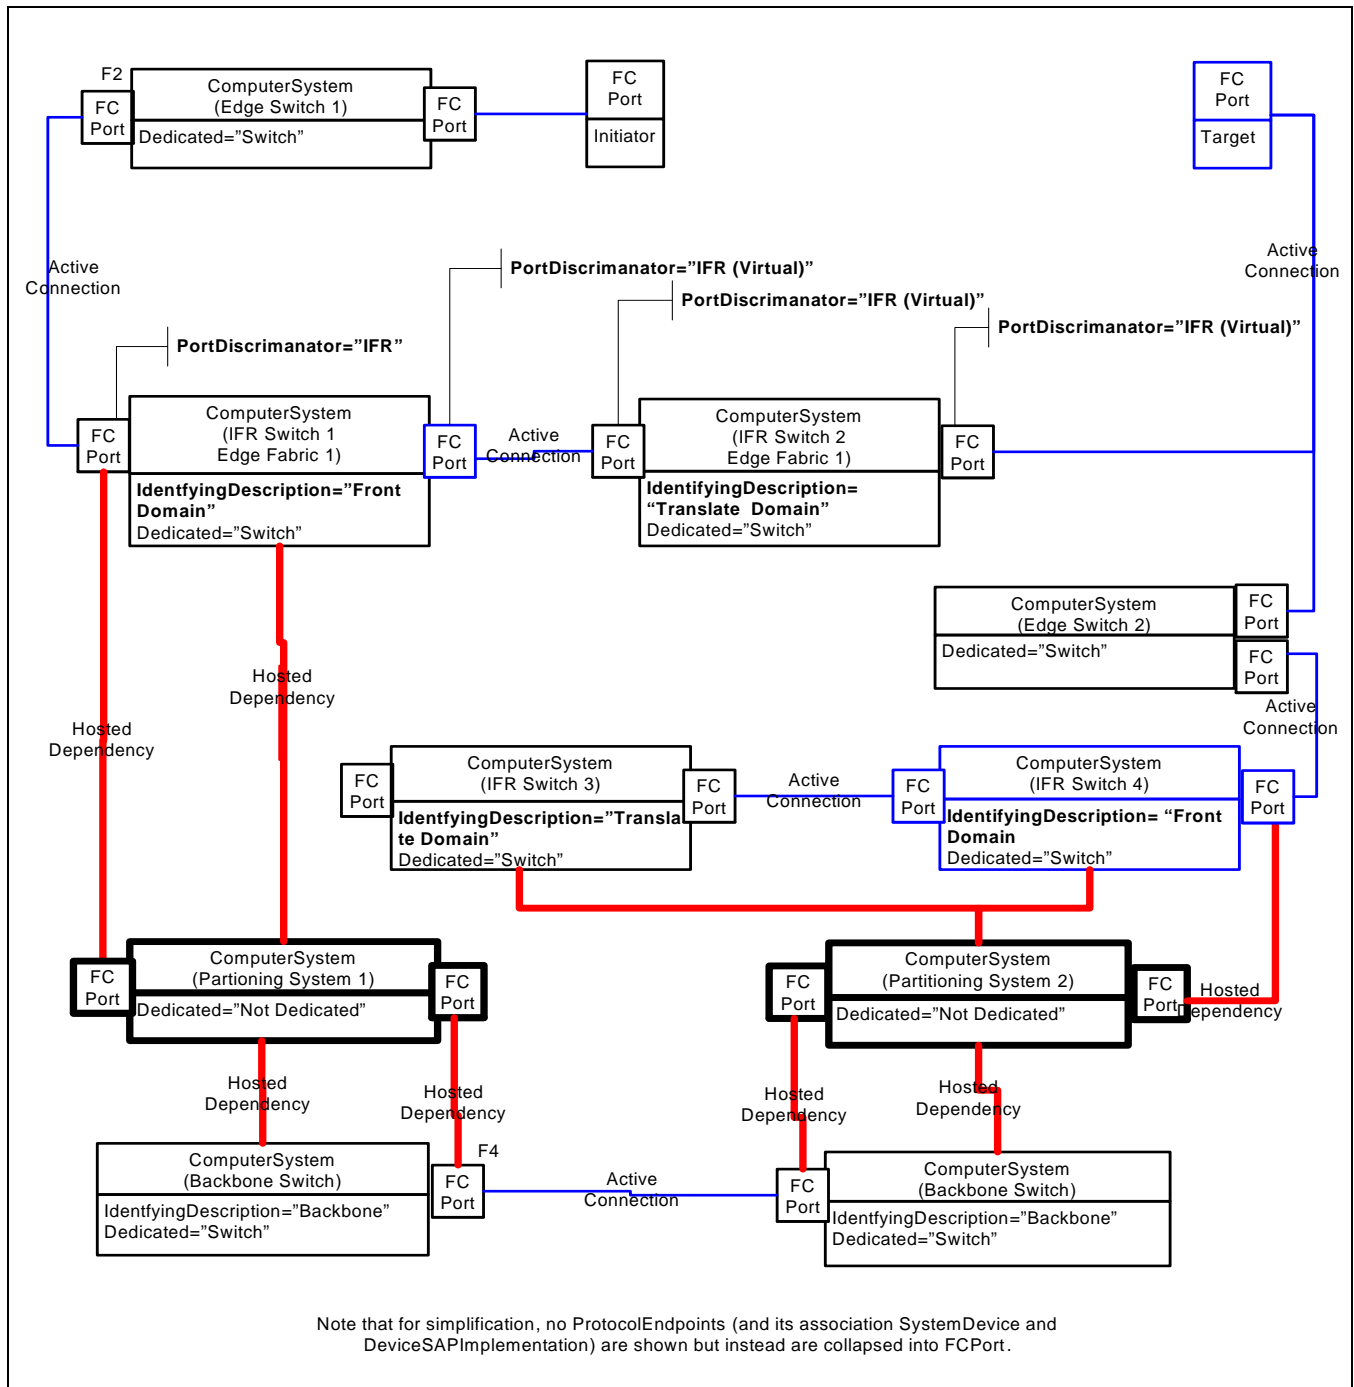 F2
ComputerSystem
(Edge Switch 1)
Dedicated=”Switch”
FC
Port
FC
Port
FC
Port
Initiator
FC
Port
Target
Active
Connection
Active
Connection
PortDiscrimanator=”IFR (Virtual)”
PortDiscrimanator=”IFR (Virtual)”
PortDiscrimanator=”IFR (Virtual)”
PortDiscrimanator=”IFR”
FC
Port
ComputerSystem
(IFR Switch 1
Edge Fabric 1)
IdentfyingDescription=”Front
Domain”
Dedicated=”Switch”
FC
Port
Active
Connection
FC
Port
ComputerSystem
(IFR Switch 2
Edge Fabric 1)
IdentifyingDescription=
“Translate Domain”
Dedicated=”Switch”
FC
Port
ComputerSystem
(Edge Switch 2)
Dedicated=”Switch”
FC
Port
FC
Port
Hosted
Dependency
Hosted
Dependency
Active
Connection
FC
Port
ComputerSystem
(IFR Switch 3)
IdentfyingDescription=”Transla
te Domain”
Dedicated=”Switch”
FC
Port
Active
Connection
FC
Port
ComputerSystem
(IFR Switch 4)
IdentfyingDescription= “Front
Domain
Dedicated=”Switch”
FC
Port
FC
Port
ComputerSystem
(Partioning System 1)
Dedicated=”Not Dedicated”
FC
Port
FC
Port
ComputerSystem
(Partitioning System 2)
Dedicated=”Not Dedicated”
FC
Port
Hosted
Dependency
Hosted
Dependency
Hosted
Dependency
Hosted
Dependency
Hosted
Dependency
ComputerSystem
(Backbone Switch)
IdentfyingDescription=”Backbone”
Dedicated=”Switch”
F4
FC
Port
Active
Connection
FC
Port
ComputerSystem
(Backbone Switch)
IdentfyingDescription=”Backbone”
Dedicated=”Switch”
Note that for simplification, no ProtocolEndpoints (and its association SystemDevice and
DeviceSAPImplementation) are shown but instead are collapsed into FCPort.